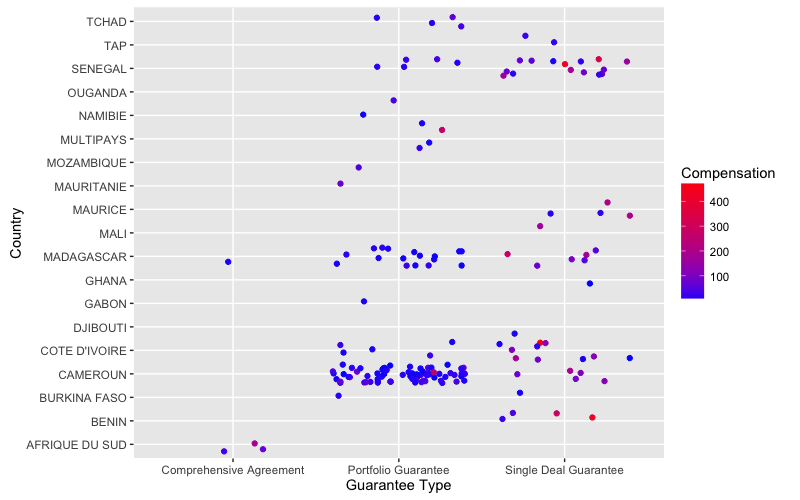 TCHAD
TAP
SENEGAL
OUGANDA
NAMIBIE
MULTIPAYS
MOZAMBIQUE
MAURITANIE
MAURICE
MALI
MADAGASCAR
GHANA
GABON
DJIBOUTI
COTE D'IVOIRE
CAMEROUN
BURKINA FASO
BENIN
AFRIQUE DU SUD
Country
Comprehensive Agreement
Portfolio Guarantee
Single Deal Guarantee
Guarantee Type
Compensation
400
300
200
100